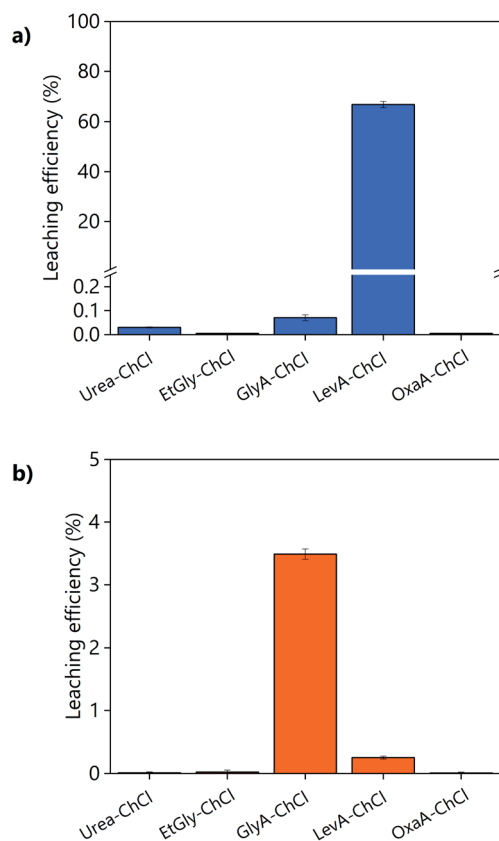 a)
Leaching efficiency (%)
100
80
60
40
20
0.2
0.1
0.0
Urea-ChCl
EtGly-ChCl
GlyA-ChCl
LevA-ChCl
OxaA-ChCl
b)
Leaching efficiency (%)
5
4
3
2
1
0
Urea-ChCl
EtGly-ChCl
GlyA-ChCl
LevA-ChCl
OxaA-ChCl